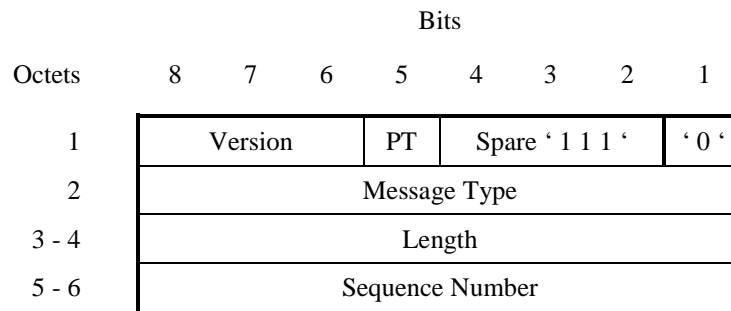 Bits
Octets 8 7 6 5 4 3 2 1
1 Version PT Spare ‘ 1 1 1 ‘ ‘ 0 ‘
2 Message Type
3 - 4 Length
5 - 6 Sequence Number